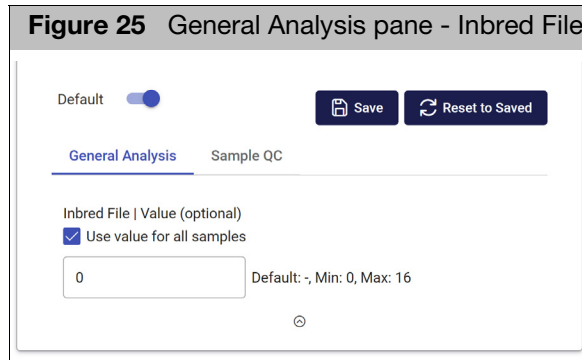 Figure 25 General Analysis pane - Inbred File
Default Save Reset to Saved
General Analysis Sample QC
Inbred File | Value (optional)
Use value for all samples
0 Default: -, Min: 0, Max: 16